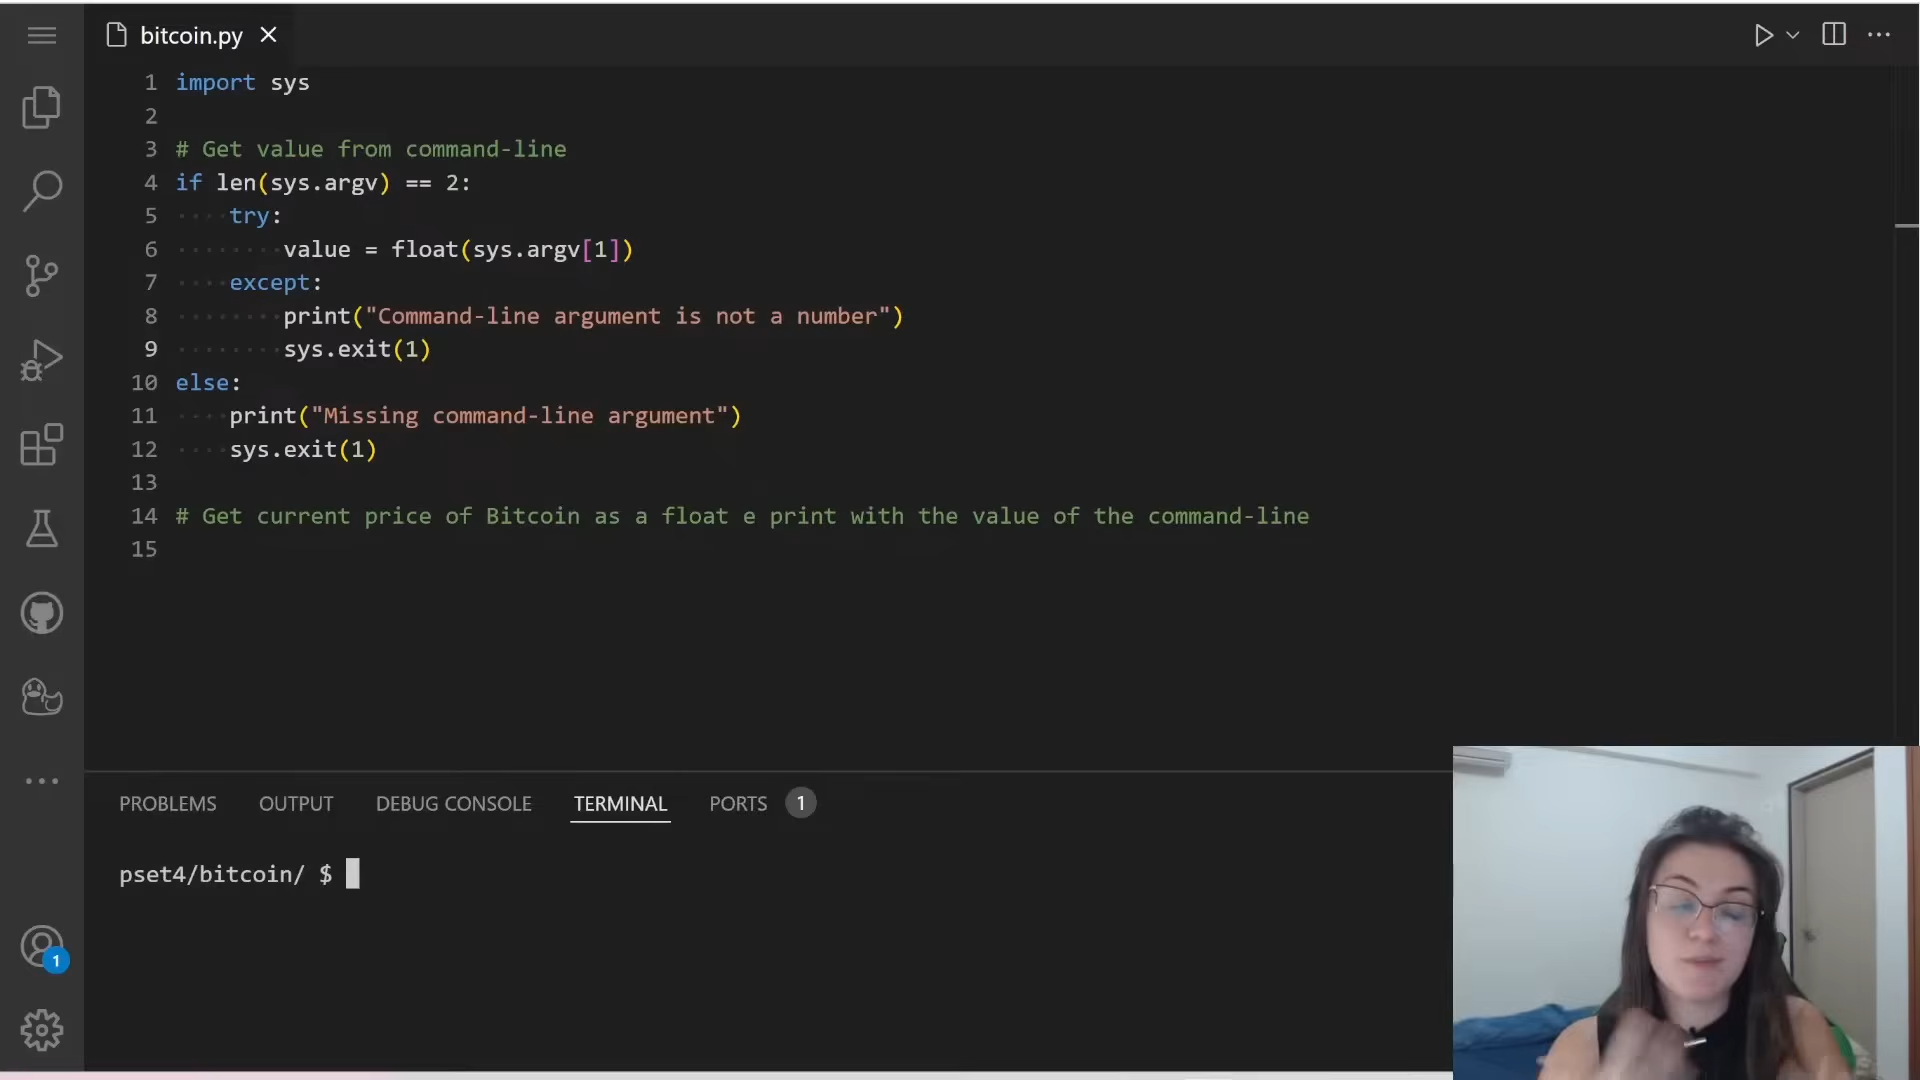 bitcoin.py
1 import sys
2
3 # Get value from command-line
4 if len(sys.argv) == 2:
5 try:
6 value = float(sys.argv[1])
7 except:
8 print("Command-line argument is not a number")
9 sys.exit(1)
10 else:
11 print("Missing command-line argument")
12 sys.exit(1)
13
14 # Get current price of Bitcoin as a float e print with the value of the command-line
15
PROBLEMS OUTPUT DEBUG CONSOLE TERMINAL PORTS 1
pset4/bitcoin/ $
1